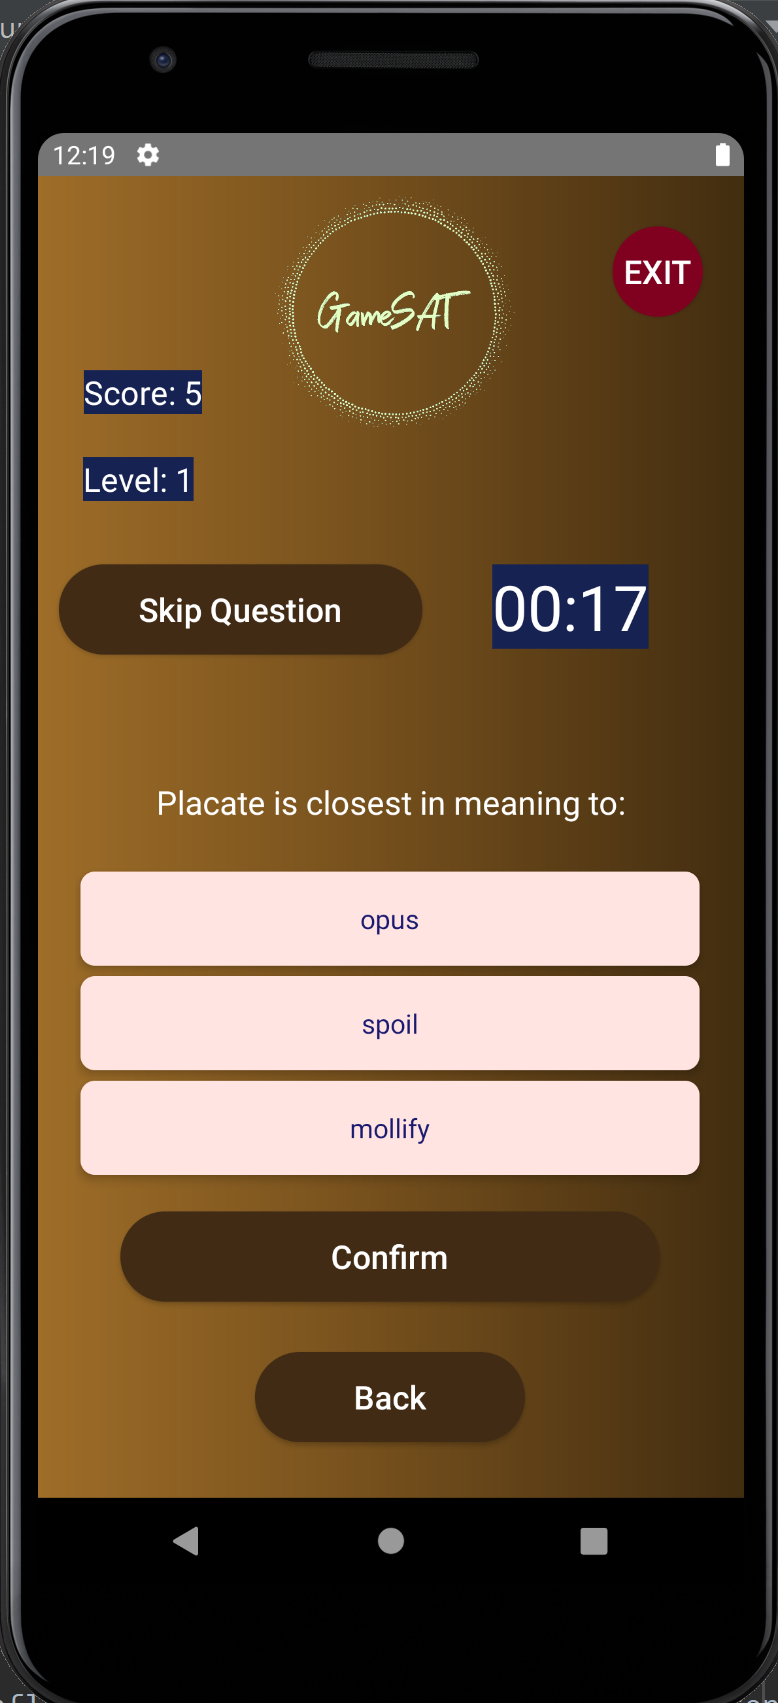 12:19
GameSAT
EXIT
Score: 5
Level: 1
Skip Question
00:17
Placate is closest in meaning to:
opus
spoil
mollify
Confirm
Back